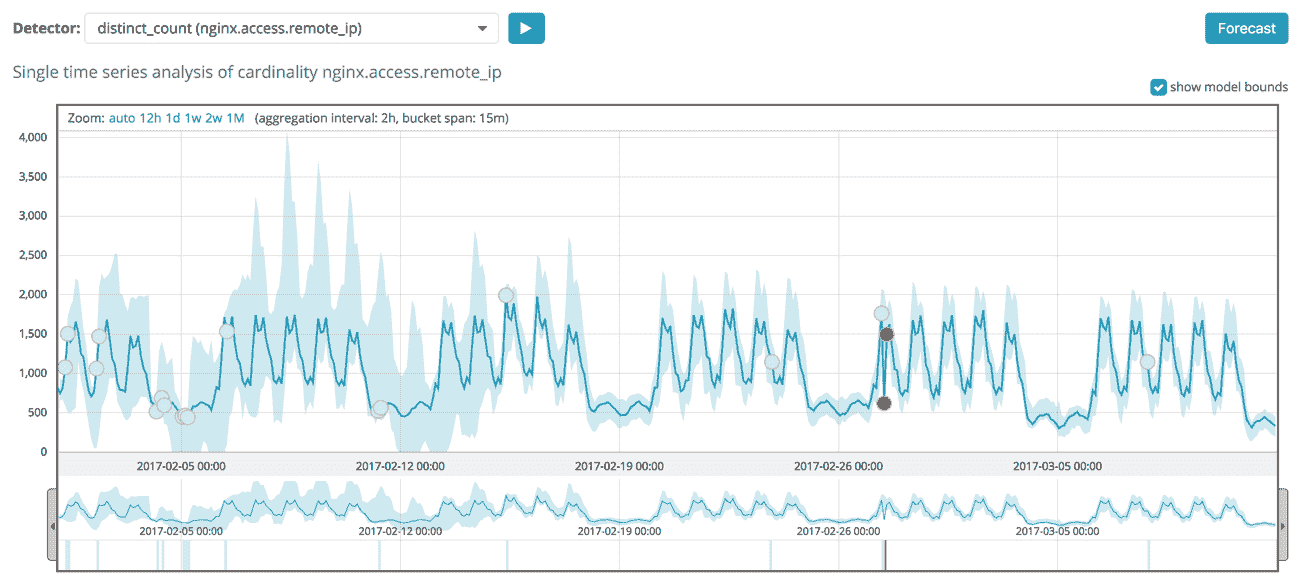 Detector: distinct_count (nginx.access.remote_ip) Forecast
Single time series analysis of cardinality nginx.access.remote_ip
show model bounds
Zoom: auto 12h 1d 1w 2w 1M (aggregation interval: 2h, bucket span: 15m)
4,000
3,500
3,000
2,500
2,000
1,500
1,000
500
0
2017-02-05 00:00 2017-02-12 00:00 2017-02-19 00:00 2017-02-26 00:00 2017-03-05 00:00
2017-02-05 00:00 2017-02-12 00:00 2017-02-19 00:00 2017-02-26 00:00 2017-03-05 00:00